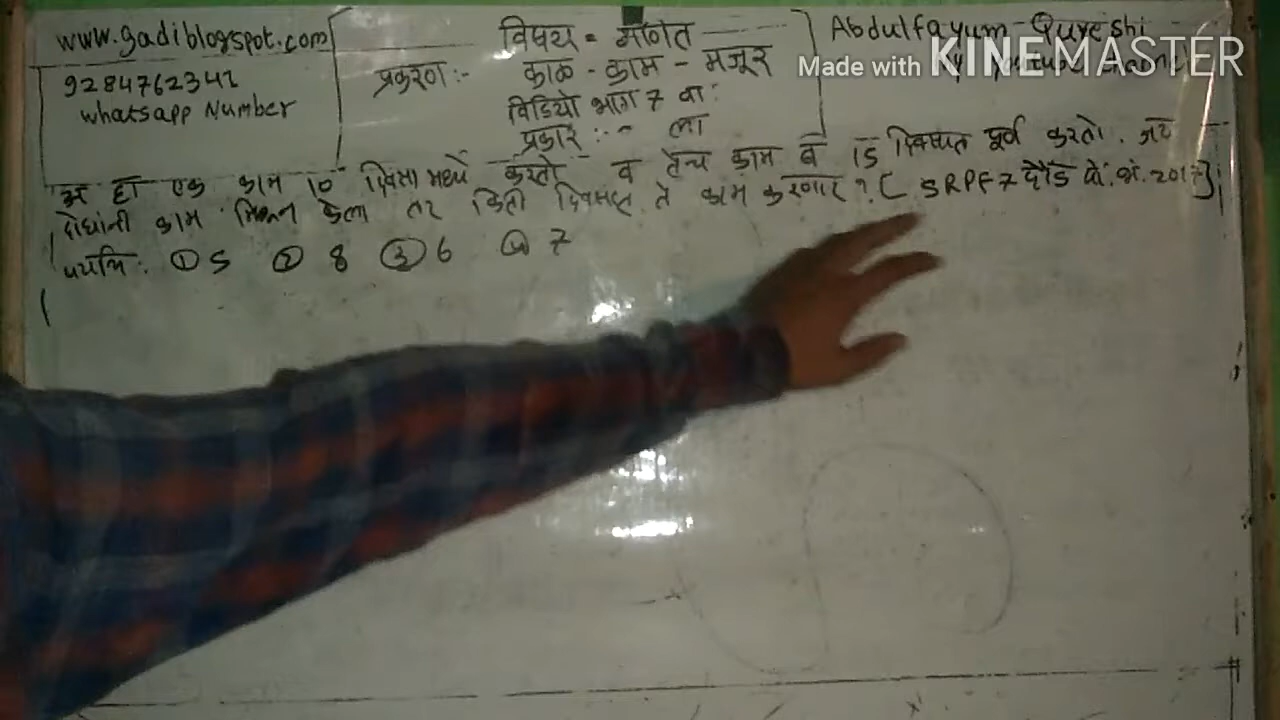 www.gadiblogspot.com
9284762341
whatsapp Number
विषय = गणित
प्रकरण :- काळ - काम - मजूर
विडियो भाग 7 वा :
प्रकार :- ला
Abdulfayum Qureshi
Made with KINEMASTER
अ हा एक काम 10 दिवसा मध्ये करतो व तेच काम ब 15 दिवसात पूर्ण करतो. जर
दोघांनी काम मिळून केला तर किती दिवसात ते काम करणार ? [ SRPF 7 दौंड पो. भ. 2017]
पर्याय : ① 5 ② 8 ③ 6 ④ 7